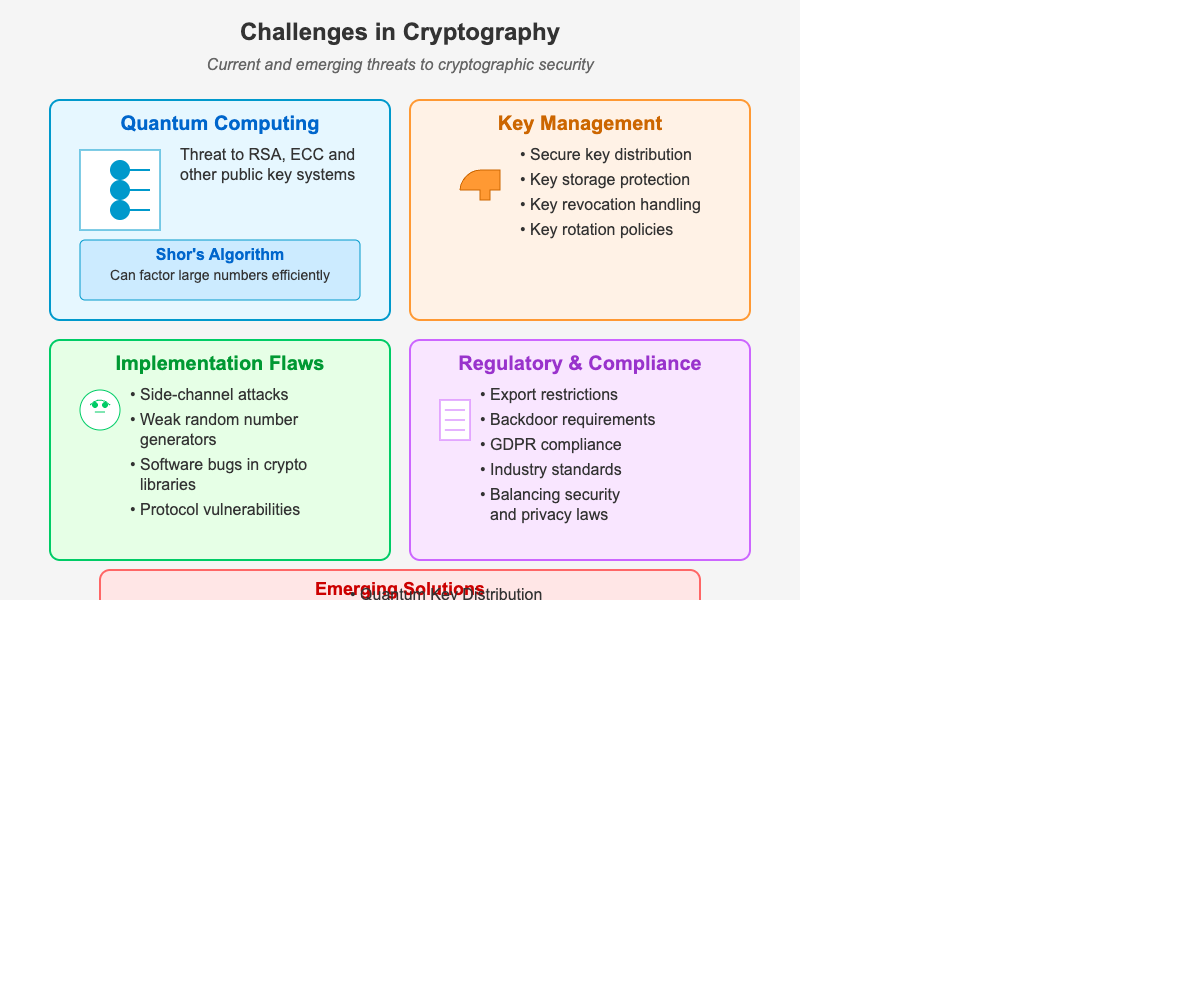 Challenges in Cryptography
Current and emerging threats to cryptographic security
Quantum Computing
Threat to RSA, ECC and
other public key systems
Shor's Algorithm
Can factor large numbers efficiently
Key Management
• Secure key distribution
• Key storage protection
• Key revocation handling
• Key rotation policies
Implementation Flaws
• Side-channel attacks
• Weak random number
generators
• Software bugs in crypto
libraries
• Protocol vulnerabilities
Regulatory & Compliance
• Export restrictions
• Backdoor requirements
• GDPR compliance
• Industry standards
• Balancing security
and privacy laws
Emerging Solutions
• Quantum Key Distribution